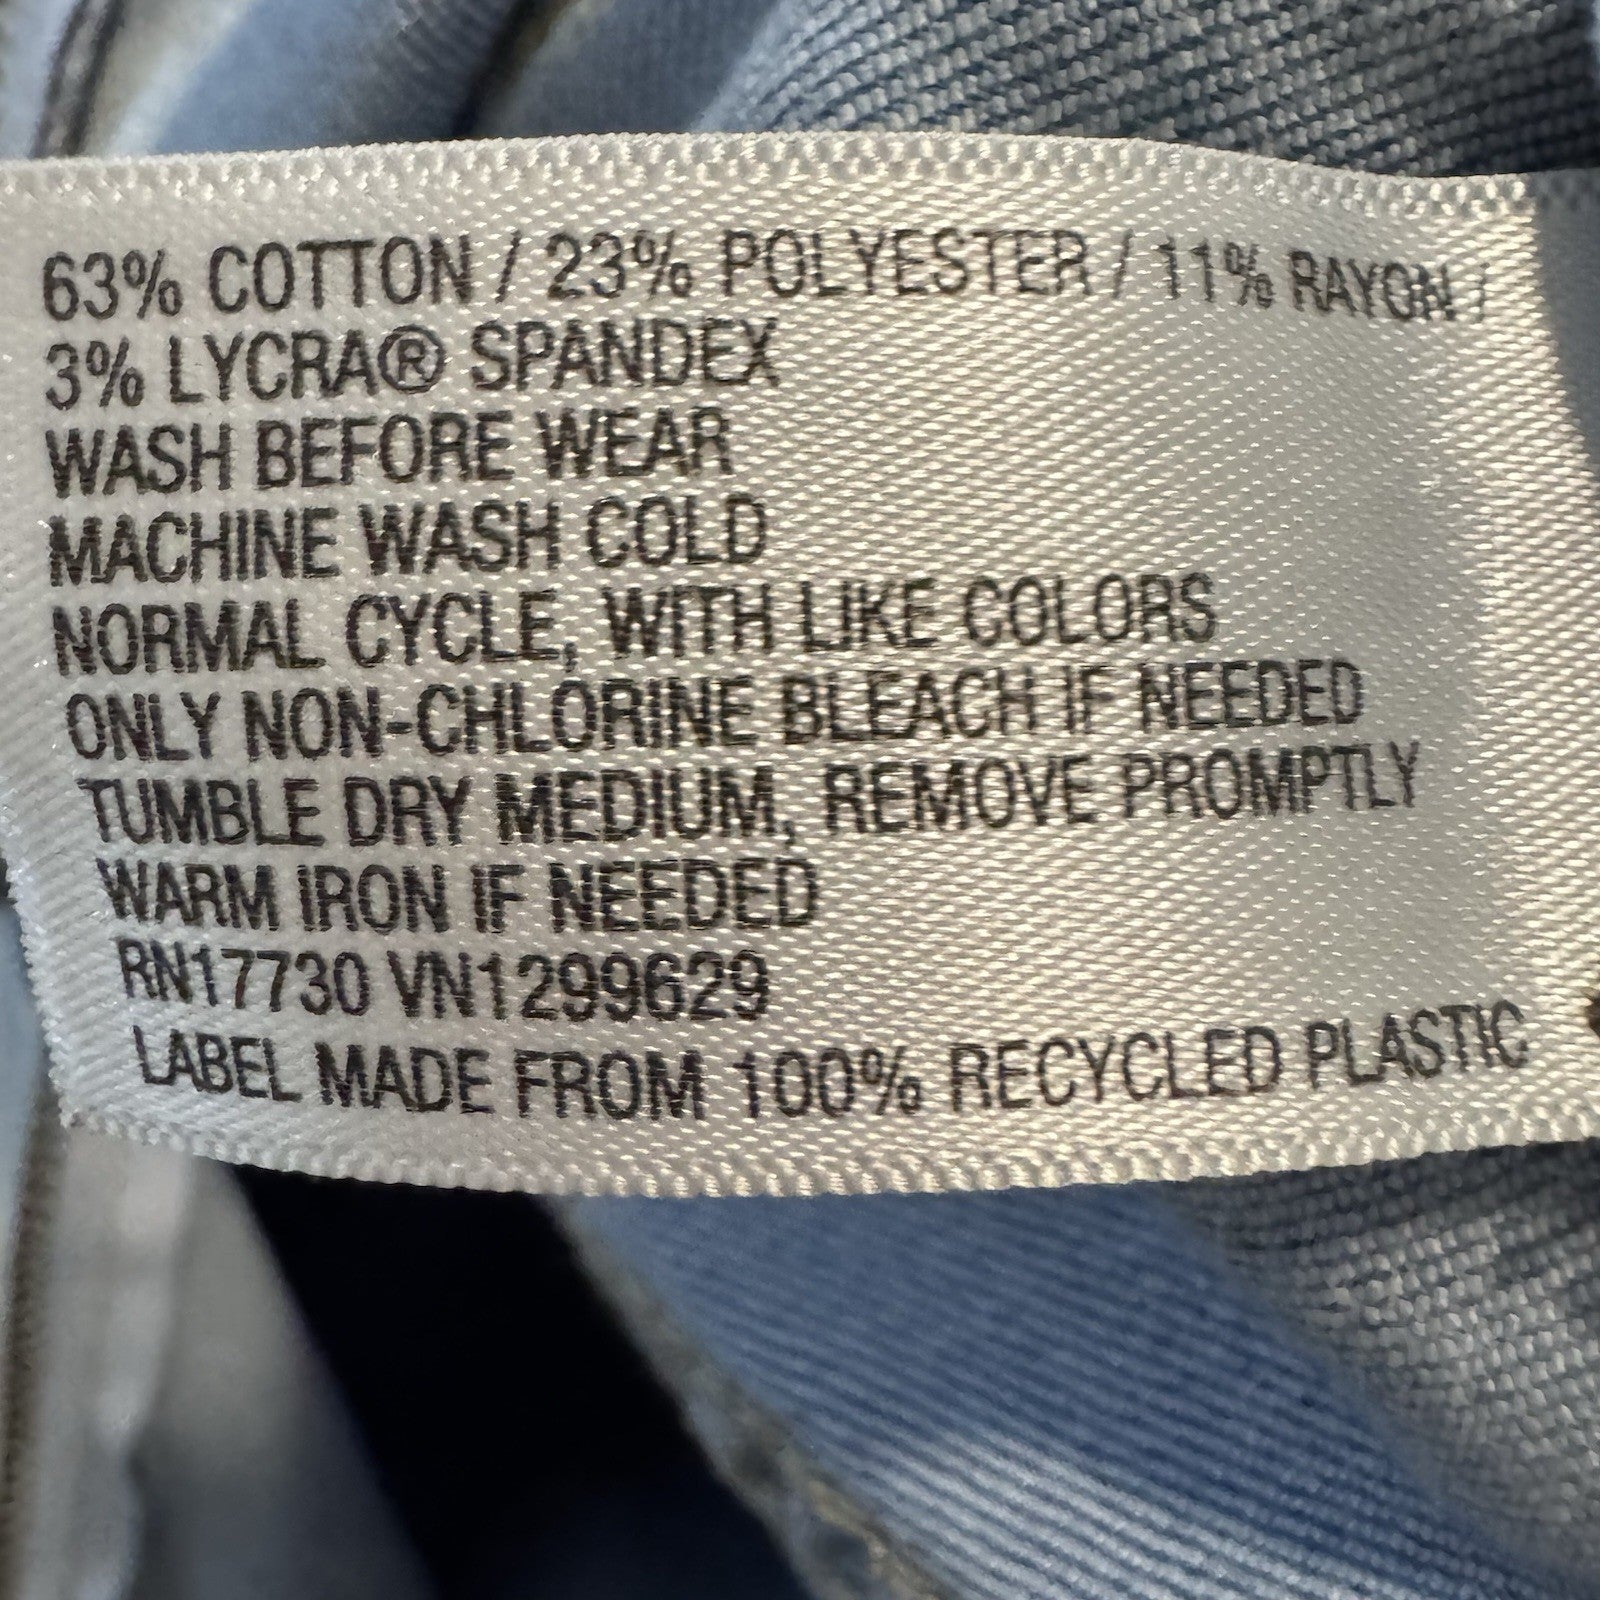 63% COTTON / 23% POLYESTER / 11% RAYON /
3% LYCRA® SPANDEX
WASH BEFORE WEAR
MACHINE WASH COLD
NORMAL CYCLE, WITH LIKE COLORS
ONLY NON-CHLORINE BLEACH IF NEEDED
TUMBLE DRY MEDIUM, REMOVE PROMPTLY
WARM IRON IF NEEDED
RN17730 VN1299629
LABEL MADE FROM 100% RECYCLED PLASTIC